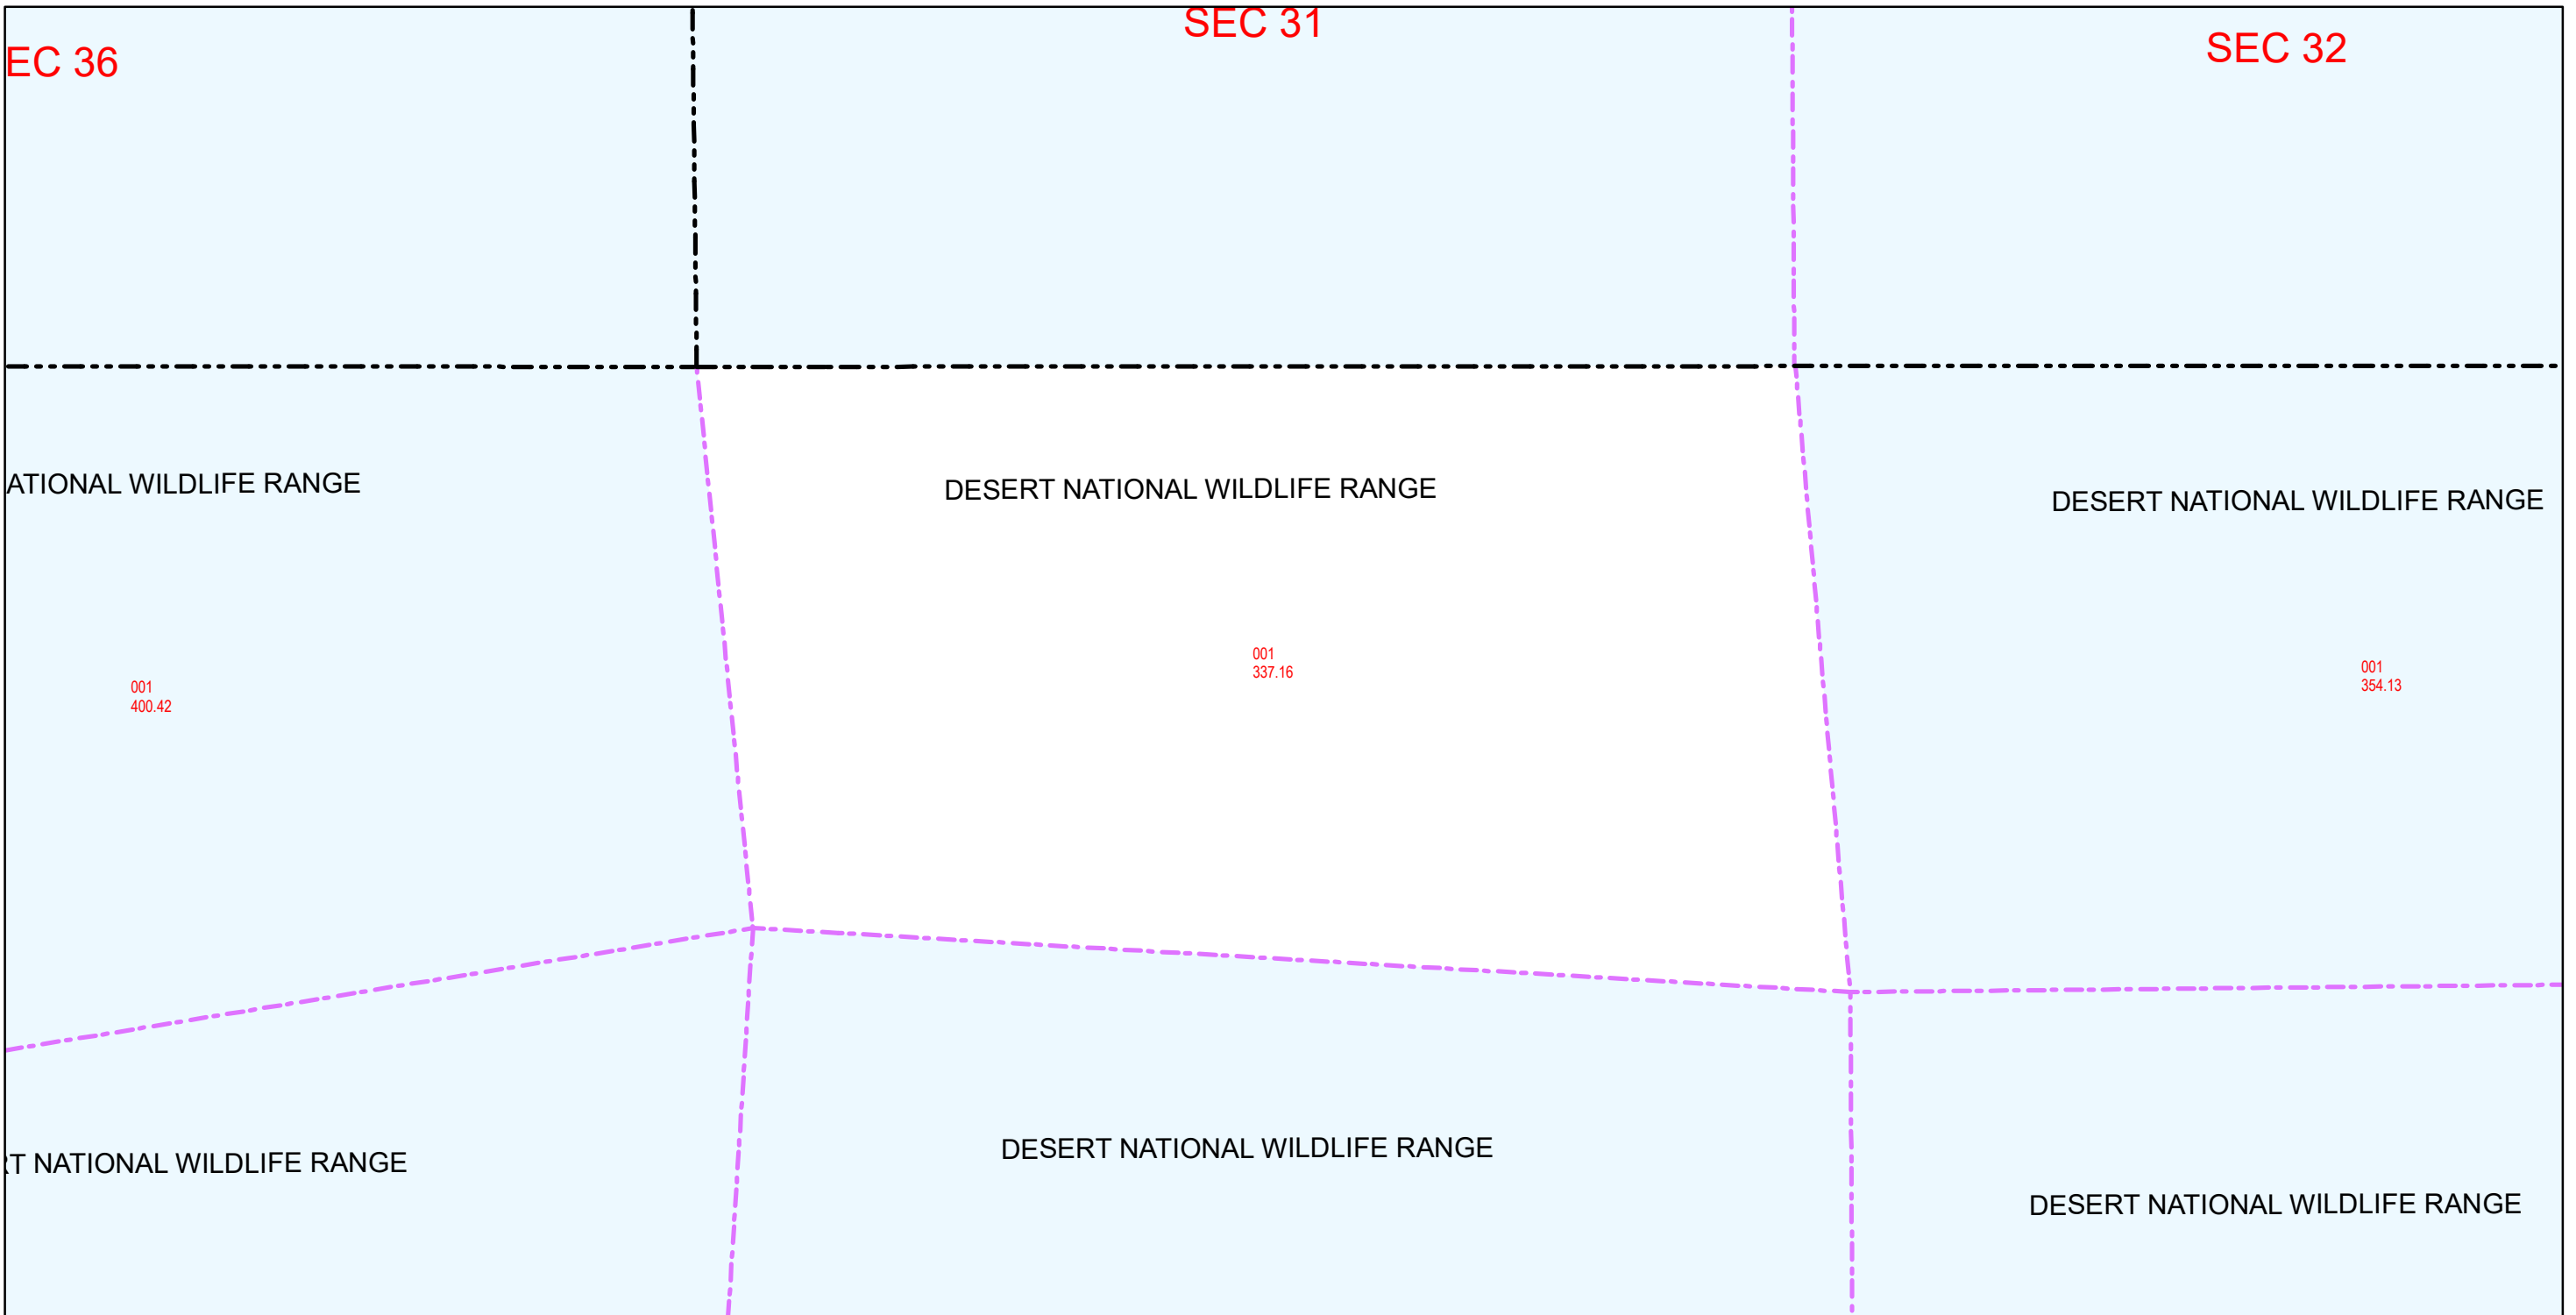 SEC 31
EC 36
SEC 32
ATIONAL WILDLIFE RANGE
DESERT NATIONAL WILDLIFE RANGE
DESERT NATIONAL WILDLIFE RANGE
001
337.16
001
354.13
001
400.42
RT NATIONAL WILDLIFE RANGE
DESERT NATIONAL WILDLIFE RANGE
DESERT NATIONAL WILDLIFE RANGE